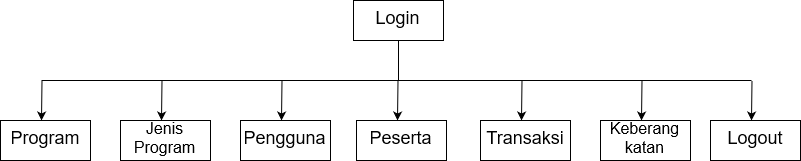 Login
Program
Jenis
Program
Pengguna
Peserta
Transaksi
Keberang
katan
Logout